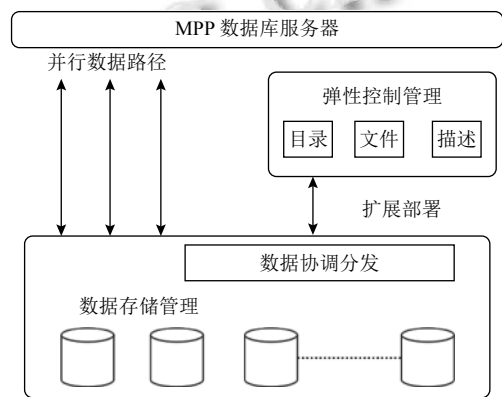 MPP 数据库服务器
并行数据路径
弹性控制管理
目录 文件 描述
扩展部署
数据协调分发
数据存储管理